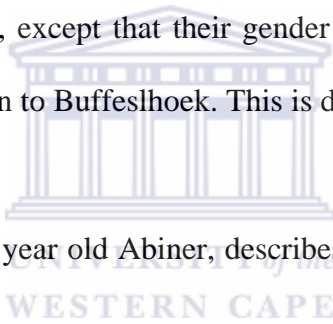 , except that their gender
n to Buffeslhoek. This is d
year old Abiner, describe
UNIVERSITY of the
WESTERN CAPE